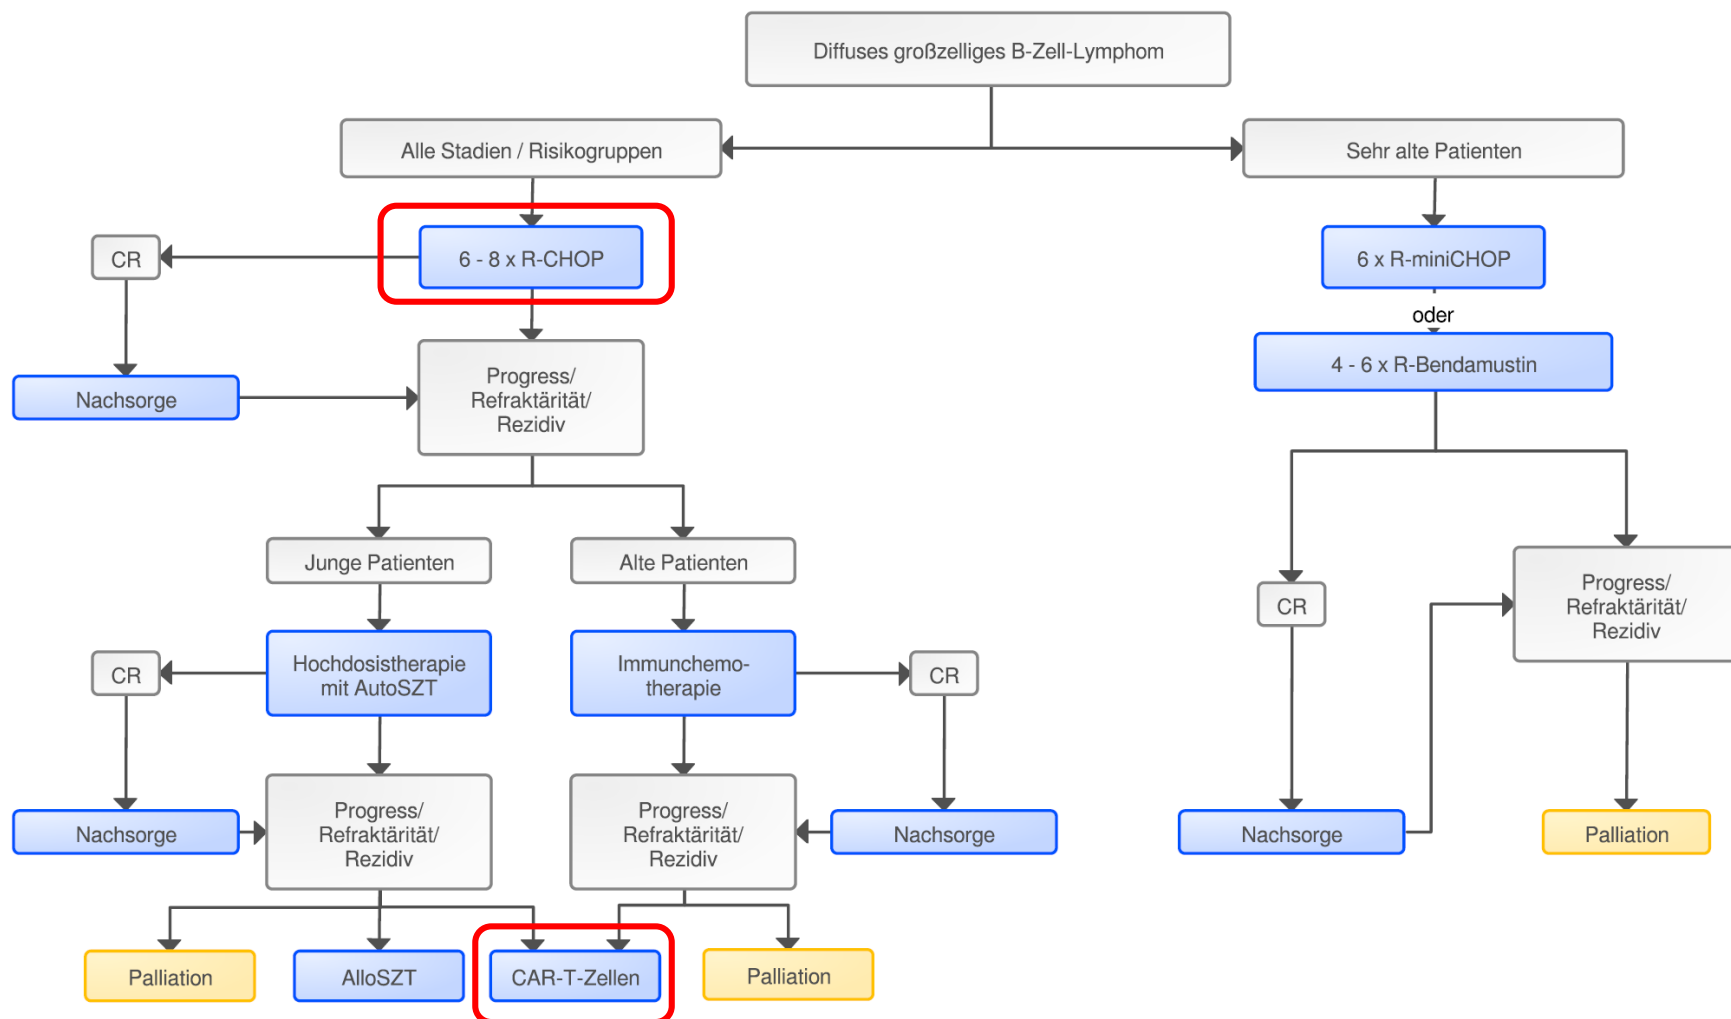 Diffuses großzelliges B-Zell-Lymphom
Alle Stadien / Risikogruppen
Sehr alte Patienten
CR
6 - 8 x R-CHOP
6 x R-miniCHOP
oder
4 - 6 x R-Bendamustin
Nachsorge
Progress/
Refraktärität/
Rezidiv
Junge Patienten
Alte Patienten
CR
Progress/
Refraktärität/
Rezidiv
CR
Hochdosistherapie
mit AutoSZT
Immunchemo-
therapie
CR
Nachsorge
Progress/
Refraktärität/
Rezidiv
Progress/
Refraktärität/
Rezidiv
Nachsorge
Nachsorge
Palliation
Palliation
AlloSZT
CAR-T-Zellen
Palliation